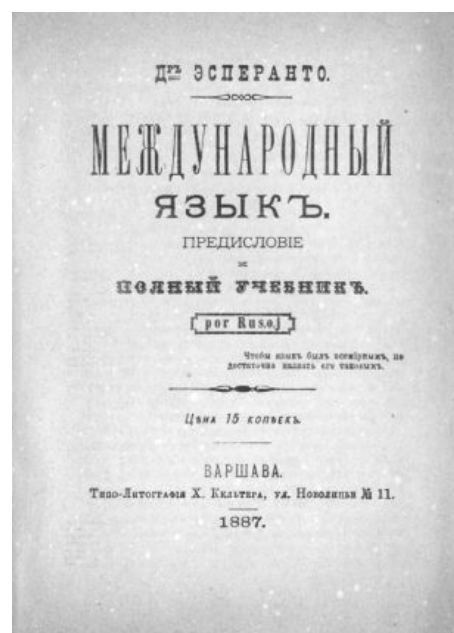 Дръ ЭСПЕРАНТО.
МЕЖДУНАРОДНЫЙ
ЯЗЫКЪ.
ПРЕДИСЛОВІЕ
И
ПОЛНЫЙ УЧЕБНИКЪ.
por Rusoj
Чтобы языкъ былъ всемірнымъ, не
достаточно назвать его таковымъ.
Цѣна 15 копѣекъ.
ВАРШАВА.
Типо-Литографія Х. Кельтера, ул. Новолипье № 11.
1887.